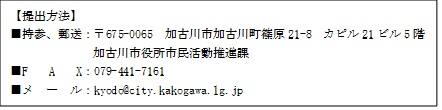 【提出方法】
■持参、郵送：〒675-0065　加古川市加古川町篠原21-8　カピル21ビル5階
加古川市役所市民活動推進課
■F　A　X：079-441-7161
■メ　ー　ル：kyodo@city.kakogawa.lg.jp